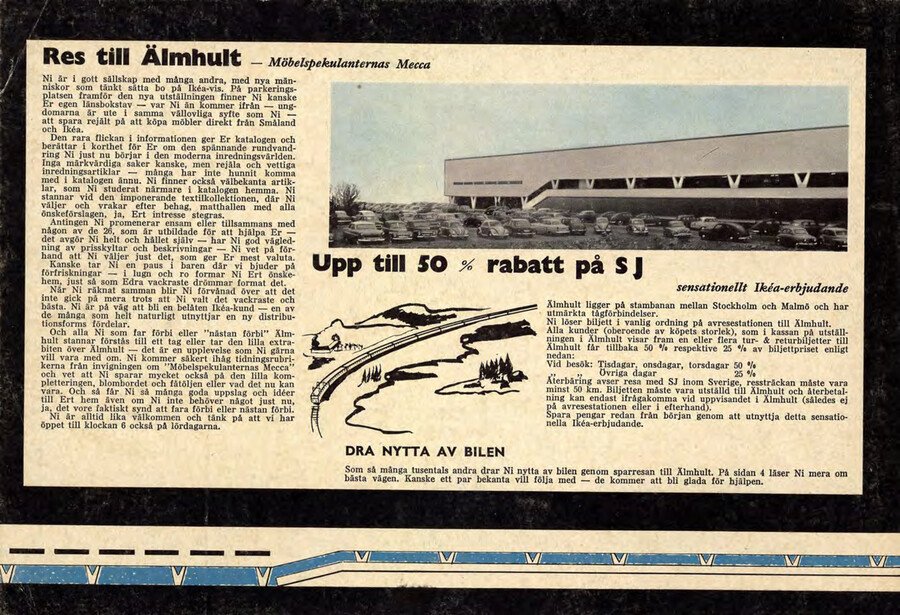 Res till Älmhult — Möbelspekulanternas Mecca
Ni är i gott sällskap med många andra, med nya män-
niskor som tänkt sätta bo på Ikéa-vis. På parkerings-
platsen framför den nya utställningen finner Ni kanske
Er egen länsbokstav — var Ni än kommer ifrån — ung-
domarna är ute i samma vällovliga syfte som Ni —
att spara rejält på att köpa möbler direkt från Småland
och Ikéa.
Den rara flickan i informationen ger Er katalogen och
berättar i korthet för Er om den spännande rundvand-
ring Ni just nu börjar i den moderna inredningsvärlden.
Inga märkvärdiga saker kanske, men rejäla och vettiga
inredningsartiklar — många har inte hunnit komma
med i katalogen ännu. Ni finner också välbekanta artik-
lar, som Ni studerat närmare i katalogen hemma. Ni
stannar vid den imponerande textilkollektionen, där Ni
väljer och vrakar efter behag, matthallen med alla
önskeförslagen, ja, Ert intresse stegras.
Antingen Ni promenerar ensam eller tillsammans med
någon av de 26, som är utbildade för att hjälpa Er —
det avgör Ni helt och hållet själv — har Ni god vägled-
ning av prisskyltar och beskrivningar — Ni vet på för-
hand att Ni väljer just det, som ger Er mest valuta.
Kanske tar Ni en paus i baren där vi bjuder på
förfriskningar — i lugn och ro formar Ni Ert önske-
hem, just så som Edra vackraste drömmar format det.
När Ni räknat samman blir Ni förvånad över att det
inte gick på mera trots att Ni valt det vackraste och
bästa. Ni är på väg att bli en belåten Ikéa-kund — en av
de många som helt naturligt utnyttjar en ny distribu-
tionsforms fördelar.
Och alla Ni som far förbi eller "nästan förbi" Älm-
hult stannar förstås till ett tag eller tar den lilla extra-
biten över Älmhult — det är en upplevelse som Ni gärna
vill vara med om. Ni kommer säkert ihåg tidningsrubri-
kerna från invigningen om "Möbelspekulanternas Mecca"
och vet att Ni sparar mycket också på den lilla kom-
pletteringen, blombordet och fåtöljen eller vad det nu kan
vara. Och så får Ni så många goda uppslag och idéer
till Ert hem även om Ni inte behöver något just nu,
ja, det vore faktiskt synd att fara förbi eller nästan förbi.
Ni är alltid lika välkommen och tänk på att vi har
öppet till klockan 6 också på lördagarna.
Upp till 50 % rabatt på SJ
sensationellt Ikéa-erbjudande
Älmhult ligger på stambanan mellan Stockholm och Malmö och har
utmärkta tågförbindelser.
Ni löser biljett i vanlig ordning på avresestationen till Älmhult.
Alla kunder (oberoende av köpets storlek), som i kassan på utställ-
ningen i Älmhult visar fram en eller flera tur- & returbiljetter till
Älmhult får tillbaka 50 % respektive 25 % av biljettpriset enligt
nedan:
Vid besök: Tisdagar, onsdagar, torsdagar 50 %
„ „ Övriga dagar 25 %
Återbäring avser resa med SJ inom Sverige, ressträckan måste vara
minst 50 km. Biljetten måste vara utställd till Älmhult och återbetal-
ning kan endast ifrågakomma vid uppvisandet i Älmhult (således ej
på avresestationen eller i efterhand).
Spara pengar redan från början genom att utnyttja detta sensatio-
nella Ikéa-erbjudande.
DRA NYTTA AV BILEN
Som så många tusentals andra drar Ni nytta av bilen genom sparresan till Älmhult. På sidan 4 läser Ni mera om
bästa vägen. Kanske ett par bekanta vill följa med — de kommer att bli glada för hjälpen.